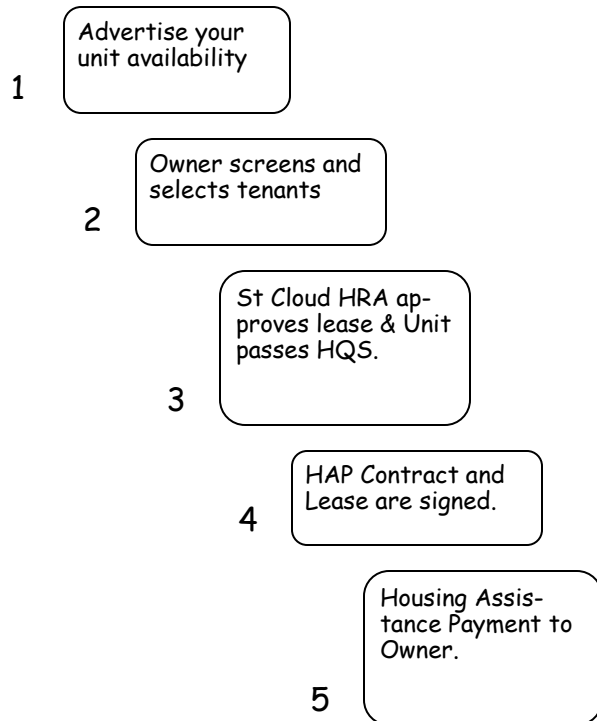 Advertise your
unit availability
1
Owner screens and
selects tenants
2
St Cloud HRA ap-
proves lease & Unit
passes HQS.
3
HAP Contract and
Lease are signed.
4
Housing Assis-
tance Payment to
Owner.
5